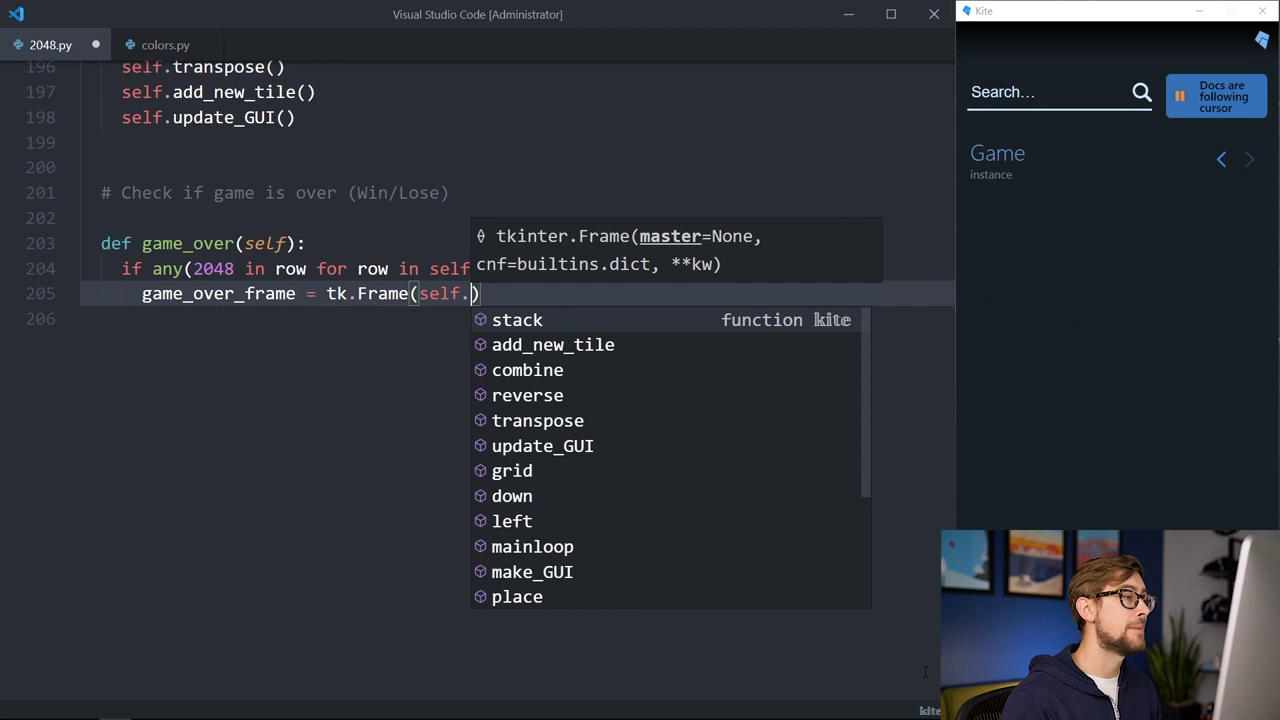 Visual Studio Code [Administrator]
Kite
2048.py
colors.py
196 self.transpose()
197 self.add_new_tile()
198 self.update_GUI()
199
200
201 # Check if game is over (Win/Lose)
202
203 def game_over(self):
204 if any(2048 in row for row in self
205 game_over_frame = tk.Frame(self.)
206
tkinter.Frame(master=None,
cnf=builtins.dict, **kw)
stack function kite
add_new_tile
combine
reverse
transpose
update_GUI
grid
down
left
mainloop
make_GUI
place
Search...
Docs are
following
cursor
Game
instance
kite